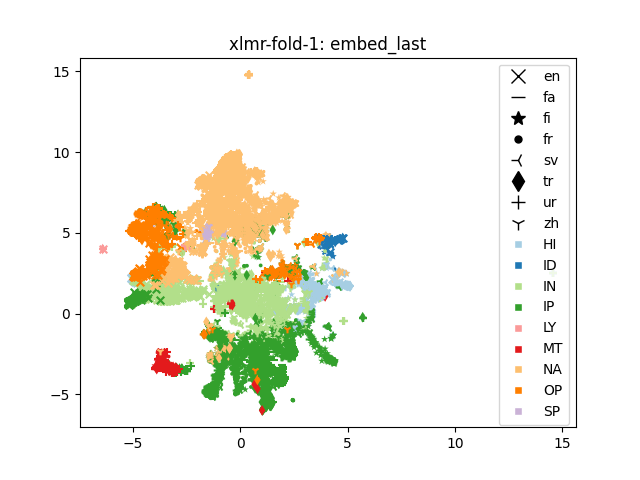 xlmr-fold-1: embed_last
15
10
5
0
−5
−5
0
5
10
15
en
fa
fi
fr
sv
tr
ur
zh
HI
ID
IN
IP
LY
MT
NA
OP
SP